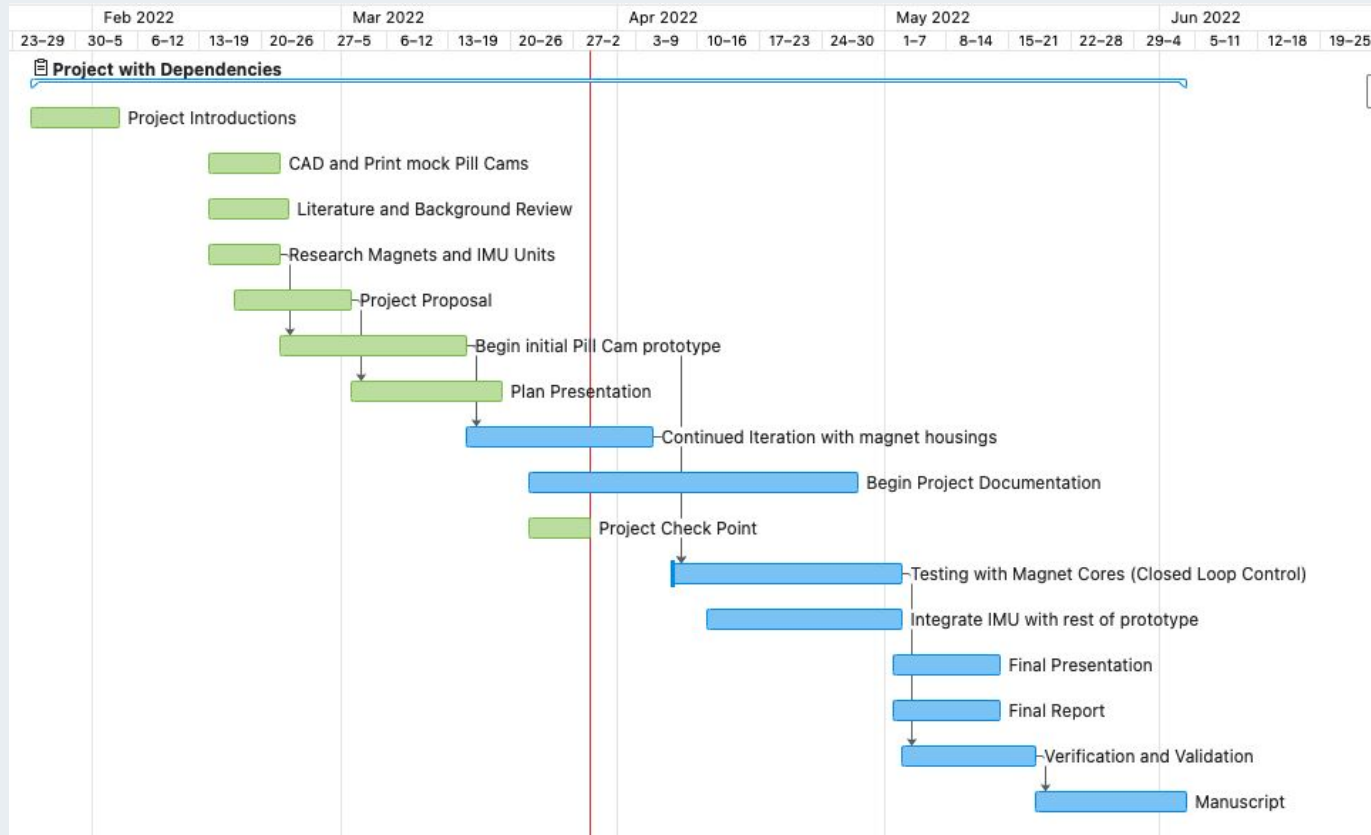 Feb 2022 Mar 2022 Apr 2022 May 2022 Jun 2022
23–29 30–5 6–12 13–19 20–26 27–5 6–12 13–19 20–26 27–2 3–9 10–16 17–23 24–30 1–7 8–14 15–21 22–28 29–4 5–11 12–18 19–25
Project with Dependencies
Project Introductions
CAD and Print mock Pill Cams
Literature and Background Review
Research Magnets and IMU Units
Project Proposal
Begin initial Pill Cam prototype
Plan Presentation
Continued Iteration with magnet housings
Begin Project Documentation
Project Check Point
Testing with Magnet Cores (Closed Loop Control)
Integrate IMU with rest of prototype
Final Presentation
Final Report
Verification and Validation
Manuscript